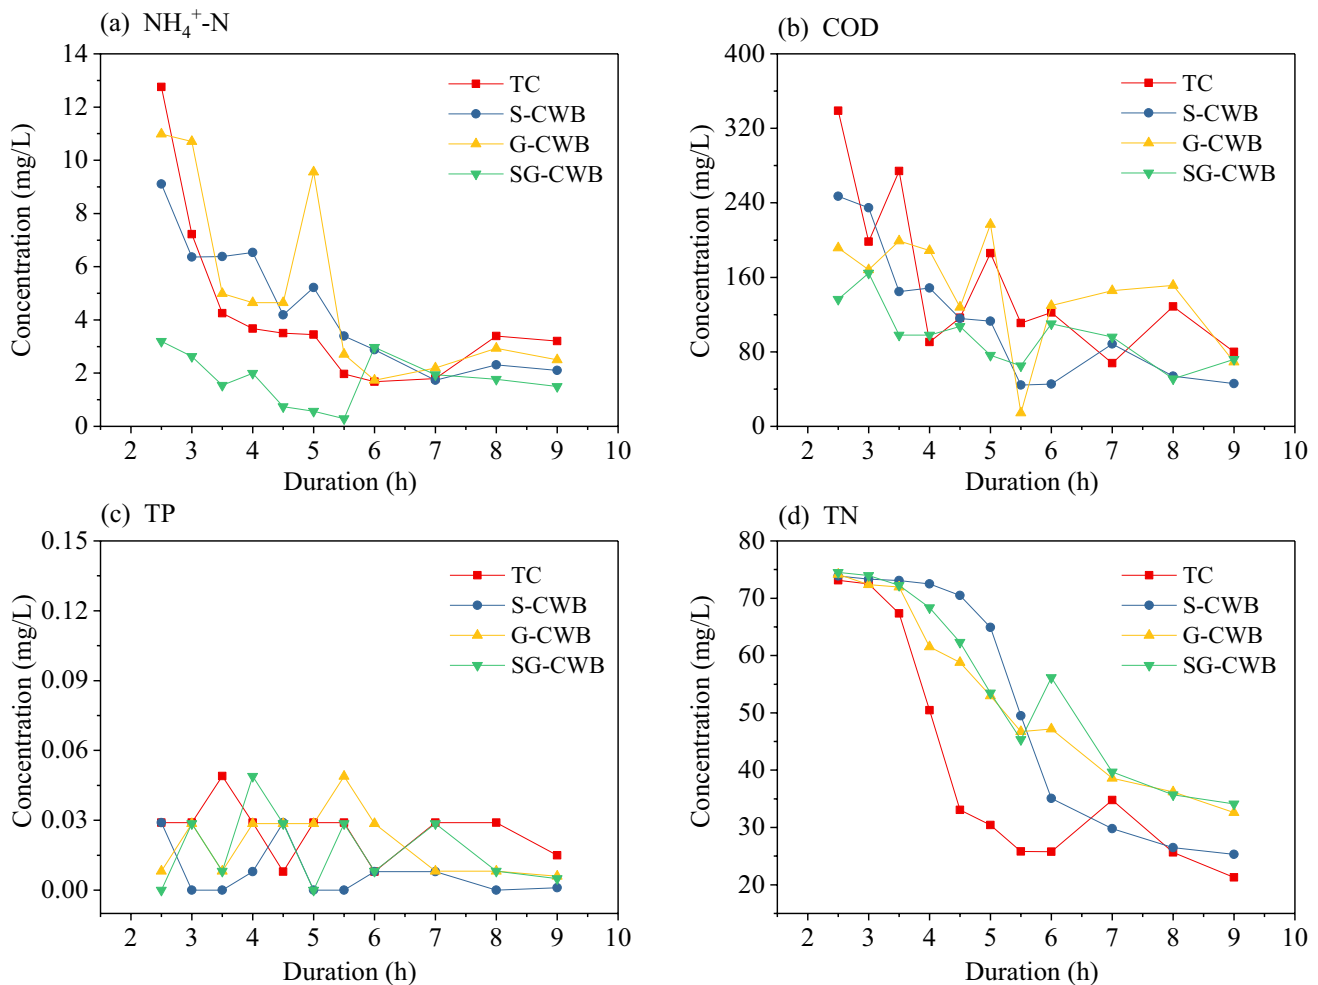 (a) NH₄⁺-N
14
12
10
8
6
4
2
0
Concentration (mg/L)
TC
S-CWB
G-CWB
SG-CWB
2 3 4 5 6 7 8 9 10
Duration (h)
(b) COD
400
320
240
160
80
0
Concentration (mg/L)
TC
S-CWB
G-CWB
SG-CWB
2 3 4 5 6 7 8 9 10
Duration (h)
(c) TP
0.15
0.12
0.09
0.06
0.03
0.00
Concentration (mg/L)
TC
S-CWB
G-CWB
SG-CWB
2 3 4 5 6 7 8 9 10
Duration (h)
(d) TN
80
70
60
50
40
30
20
Concentration (mg/L)
TC
S-CWB
G-CWB
SG-CWB
2 3 4 5 6 7 8 9 10
Duration (h)